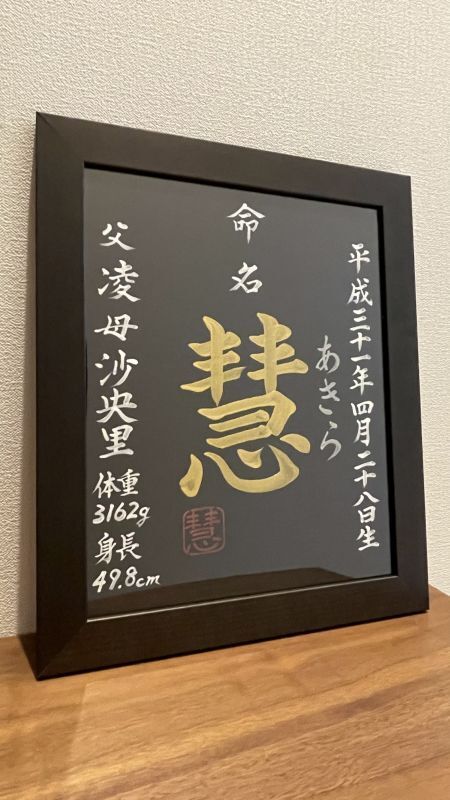 命名
平成三十一年四月二十八日生
あきら
慧
慧
父 凌 母 沙央里
体重
3162g
身長
49.8cm